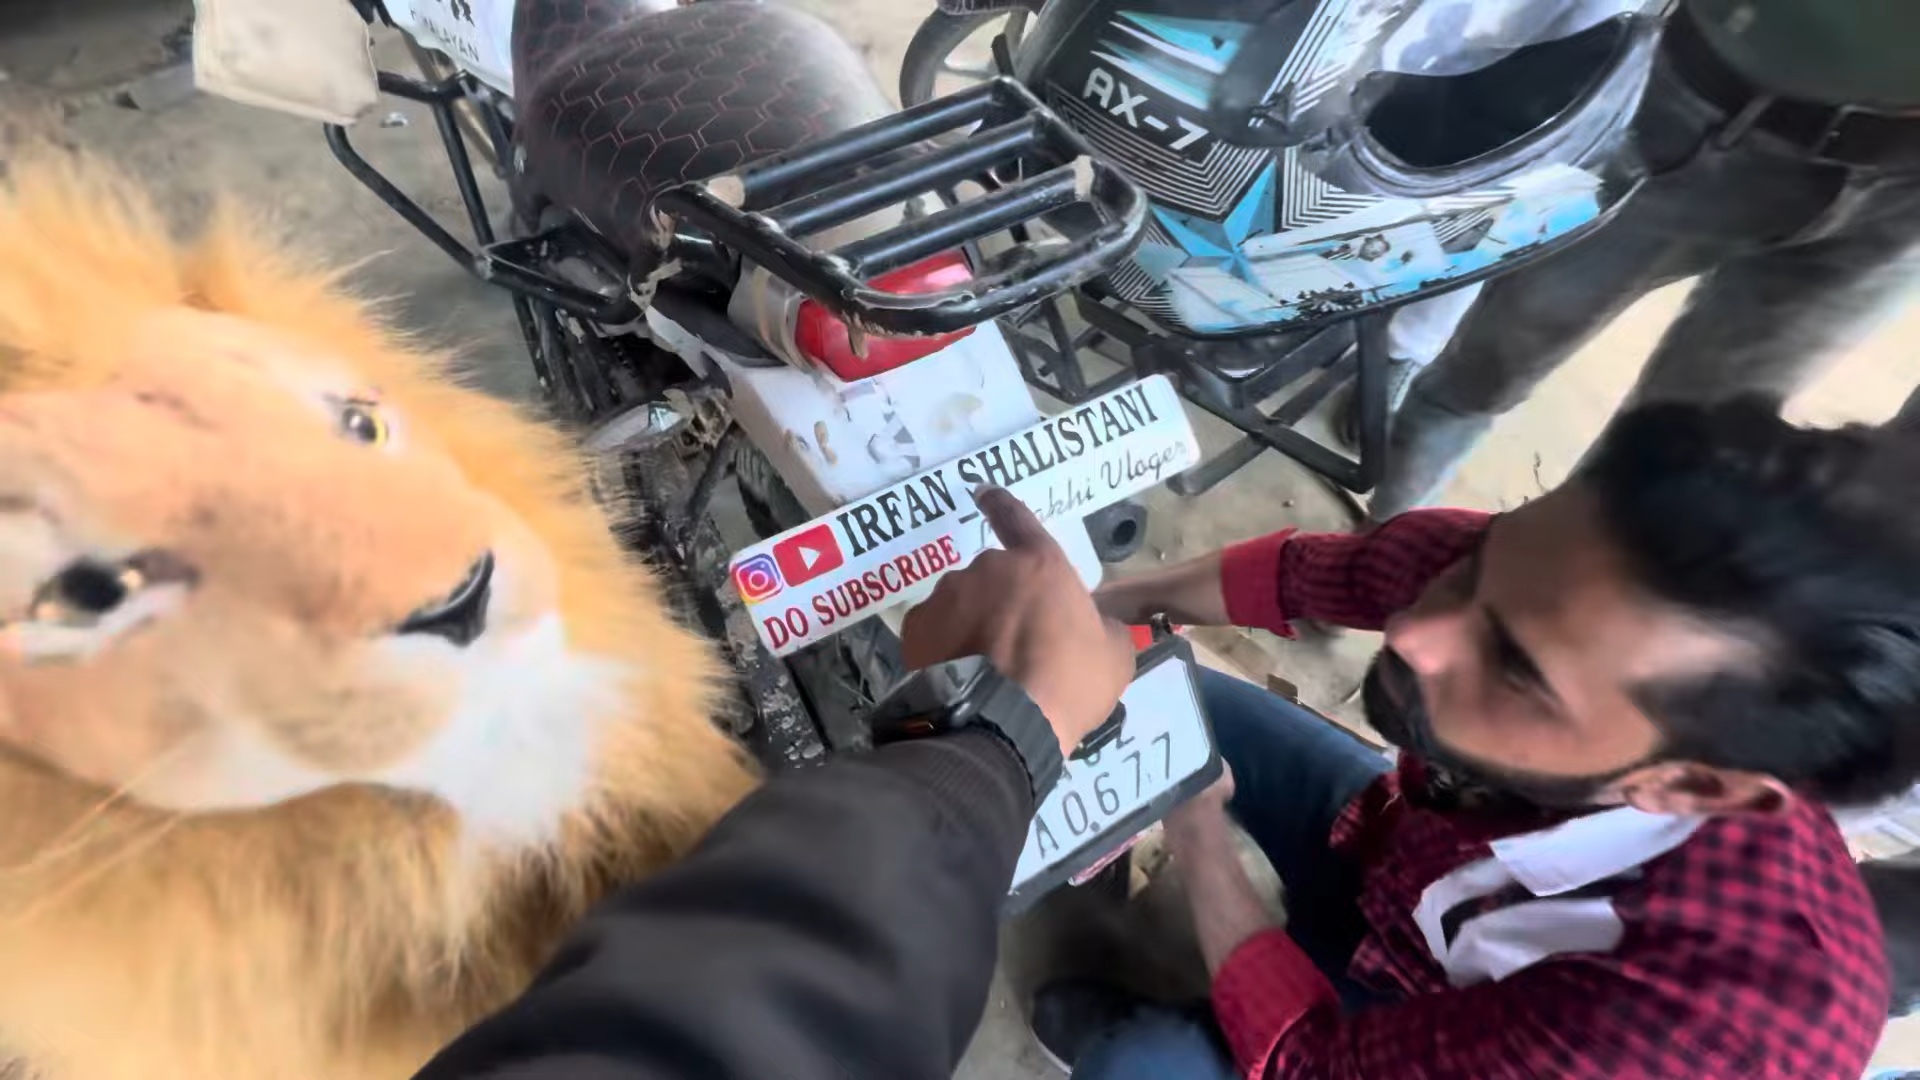 AX-7
IRFAN SHALISTANI
DO SUBSCRIBE
Vloger
A 0677